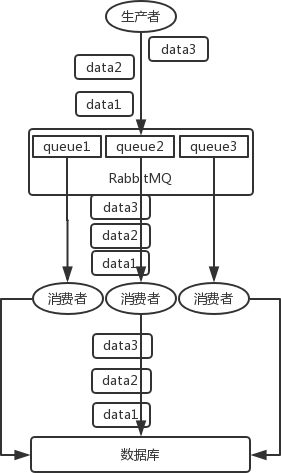 生产者
data3
data2
data1
queue1 queue2 queue3
RabbitMQ
data3
data2
data1
消费者 消费者 消费者
data3
data2
data1
数据库